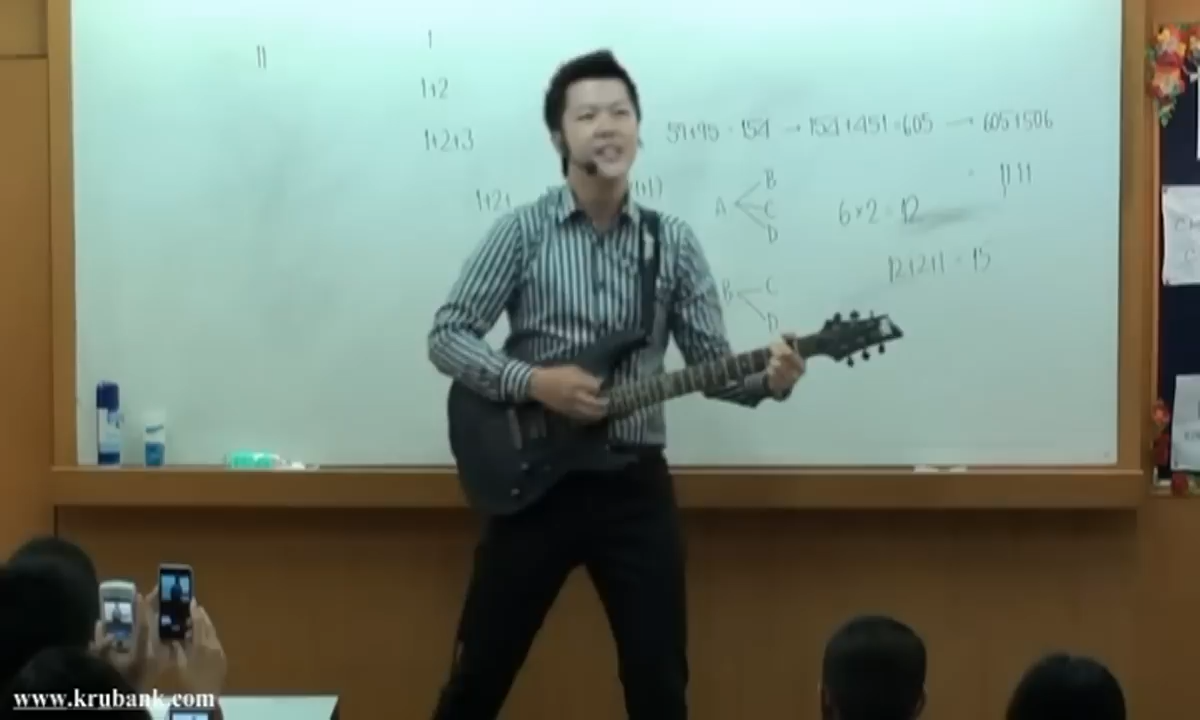 11
1
1+2
1+2+3
59+95 = 154 → 154+451=605 → 605+506
1+2+
1111
A
B
C
D
6×2 = 12
12+2+1 = 15
B
C
D
www.krubank.com